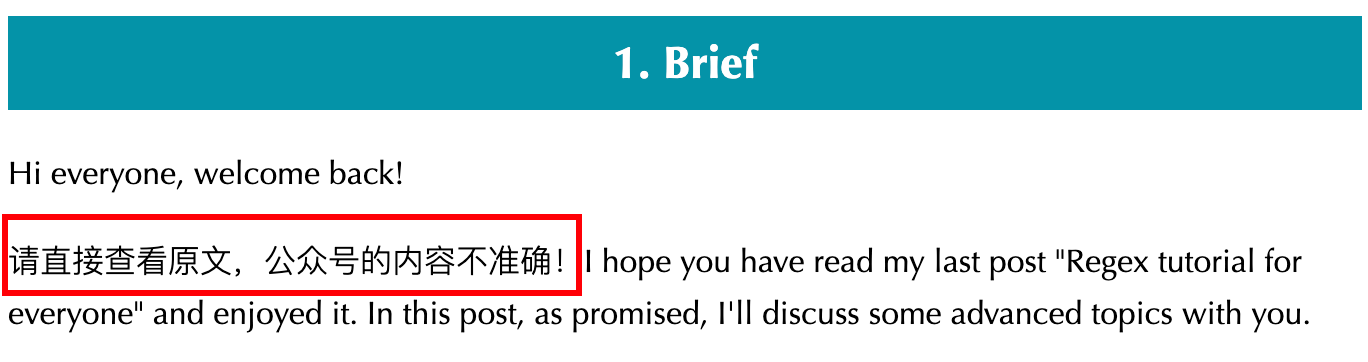 1. Brief
Hi everyone, welcome back!
请直接查看原文，公众号的内容不准确！I hope you have read my last post "Regex tutorial for
everyone" and enjoyed it. In this post, as promised, I'll discuss some advanced topics with you.